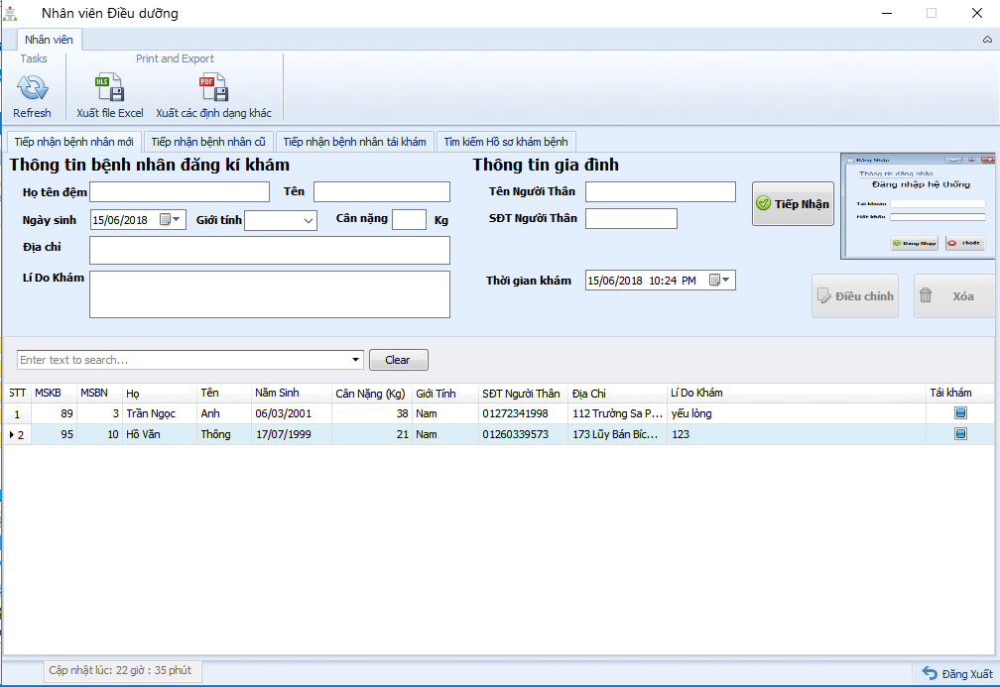 Nhân viên Điều dưỡng
Nhân viên
Tasks
Print and Export
XLS
PDF
Refresh
Xuất file Excel
Xuất các định dạng khác
Tiếp nhận bệnh nhân mới
Tiếp nhận bệnh nhân cũ
Tiếp nhận bệnh nhân tái khám
Tìm kiếm Hồ sơ khám bệnh
Thông tin bệnh nhân đăng kí khám
Thông tin gia đình
Họ tên đệm
Tên
Tên Người Thân
Ngày sinh 15/06/2018
Giới tính
Cân nặng
Kg
SĐT Người Thân
Tiếp Nhận
Địa chỉ
Lí Do Khám
Thời gian khám 15/06/2018 10:24 PM
Đăng Nhập
Thông tin đăng nhập
Đăng nhập hệ thống
Tài khoản
Mật khẩu
Đăng Nhập
Thoát
Điều chỉnh
Xóa
Enter text to search...
Clear
STT MSKB MSBN Họ Tên Năm Sinh Cân Nặng (Kg) Giới Tính SĐT Người Thân Địa Chỉ Lí Do Khám Tái khám
1 89 3 Trần Ngọc Anh 06/03/2001 38 Nam 01272341998 112 Trường Sa P... yếu lòng
2 95 10 Hồ Văn Thông 17/07/1999 21 Nam 01260339573 173 Lũy Bán Bíc... 123
Cập nhật lúc: 22 giờ : 35 phút
Đăng Xuất